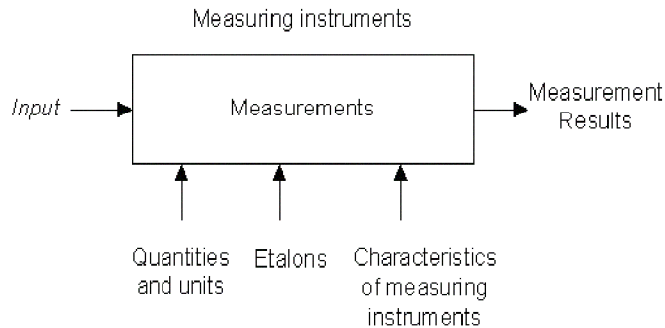 Measuring instruments
Input
Measurements
Measurement
Results
Quantities
and units
Etalons
Characteristics
of measuring
instruments